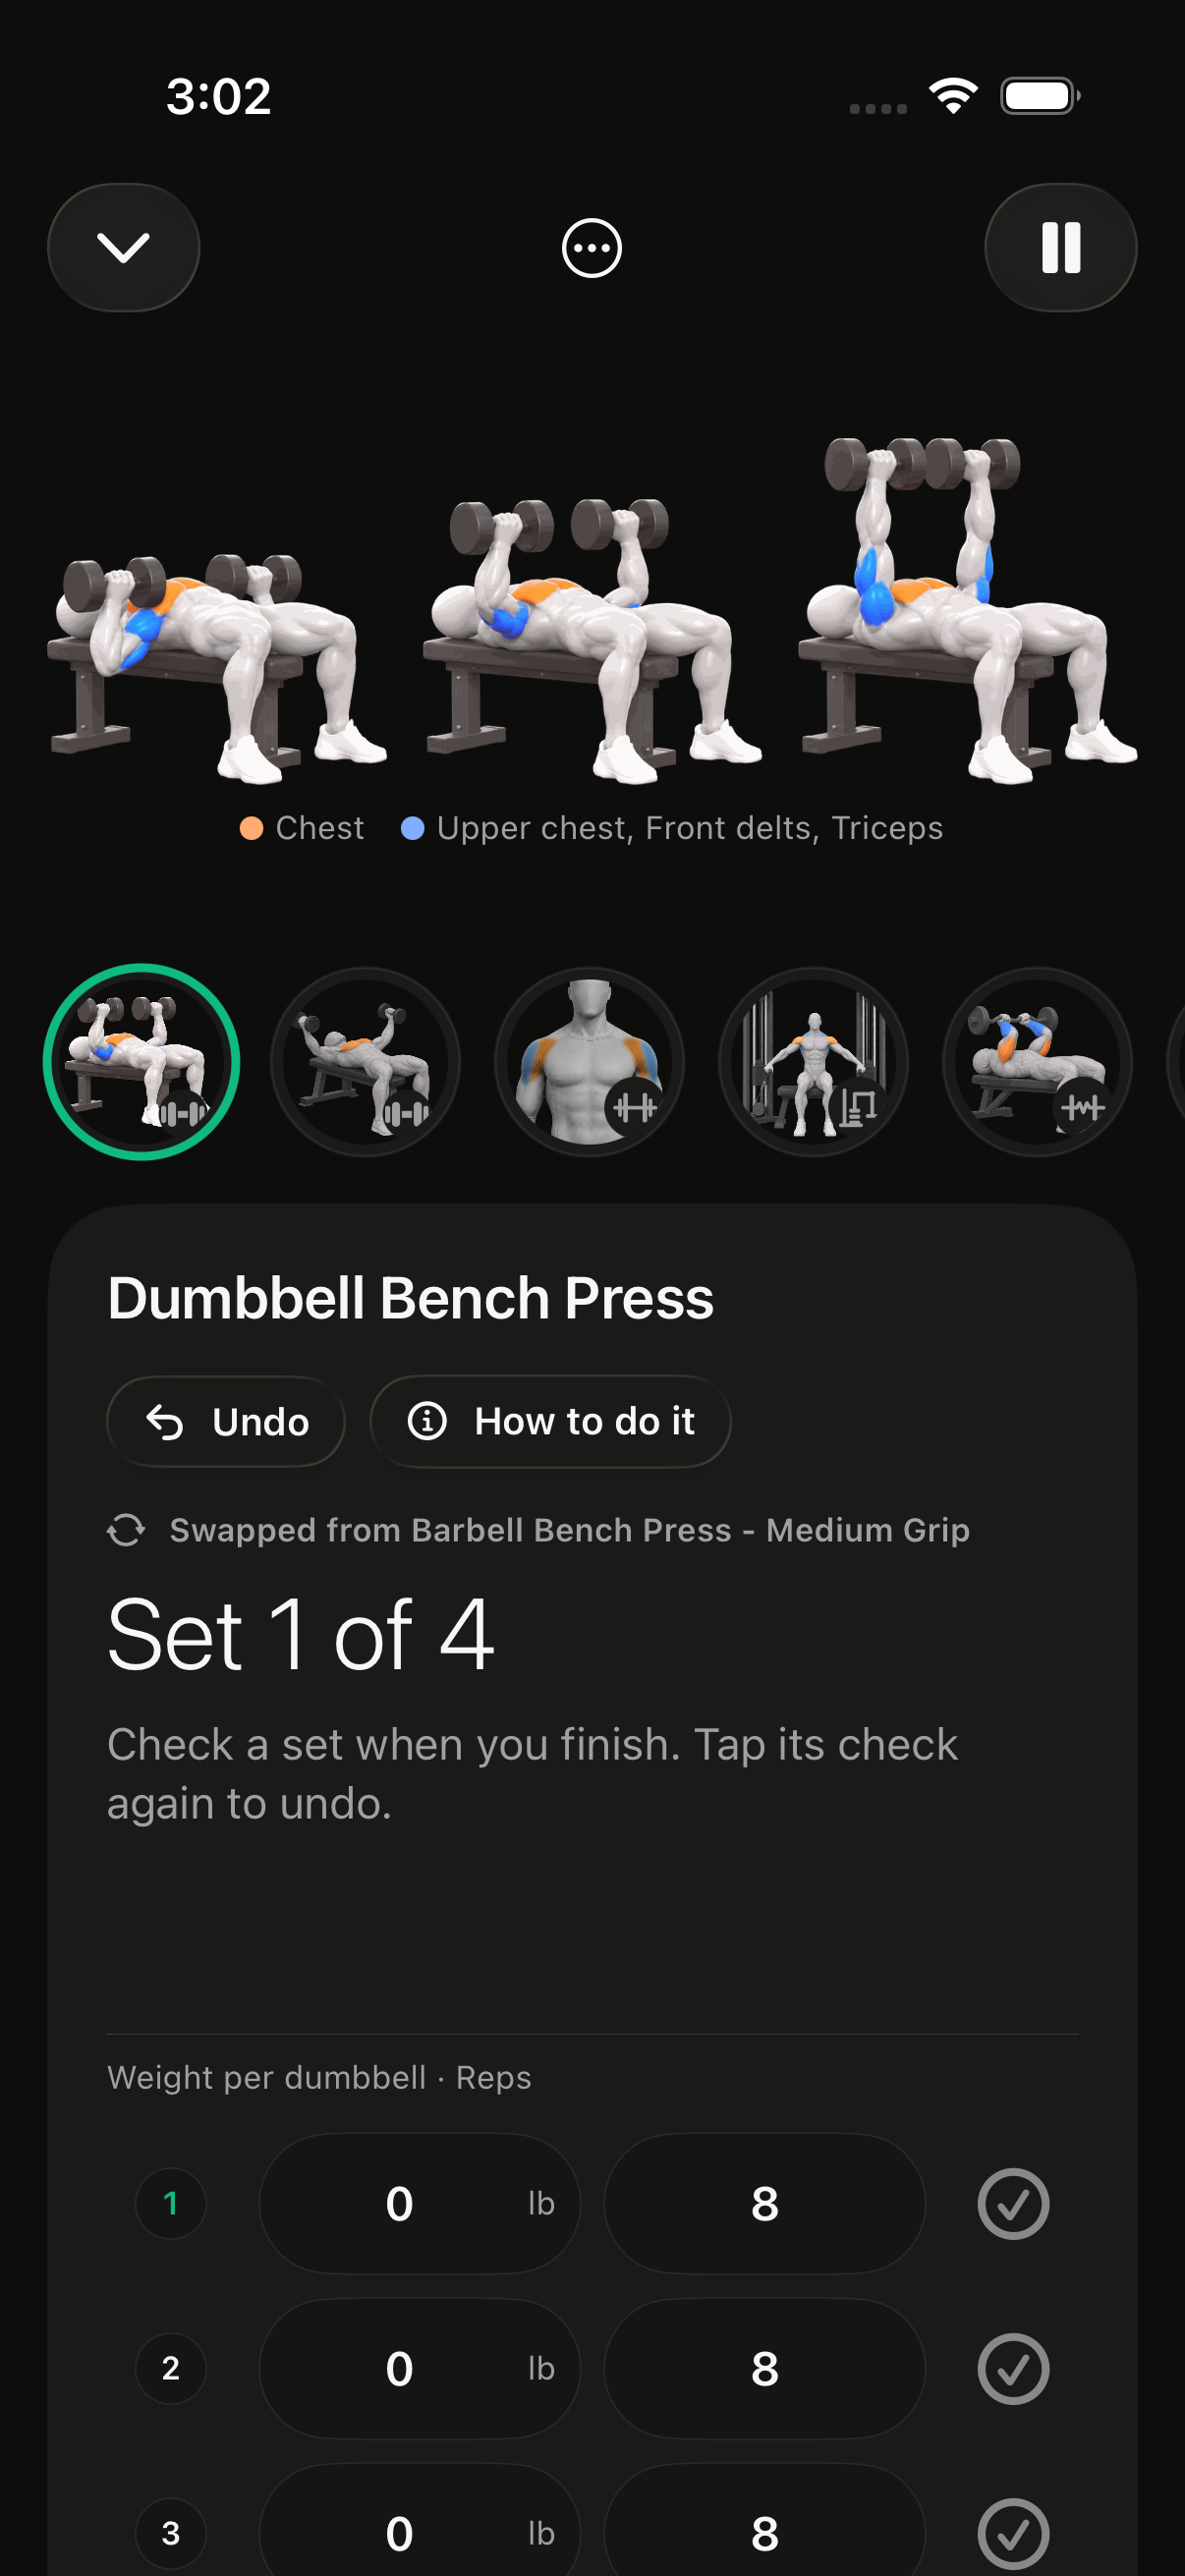 3:02
Chest
Upper chest, Front delts, Triceps
Dumbbell Bench Press
Undo
How to do it
Swapped from Barbell Bench Press - Medium Grip
Set 1 of 4
Check a set when you finish. Tap its check
again to undo.
Weight per dumbbell · Reps
1 0 lb 8
2 0 lb 8
3 0 lb 8